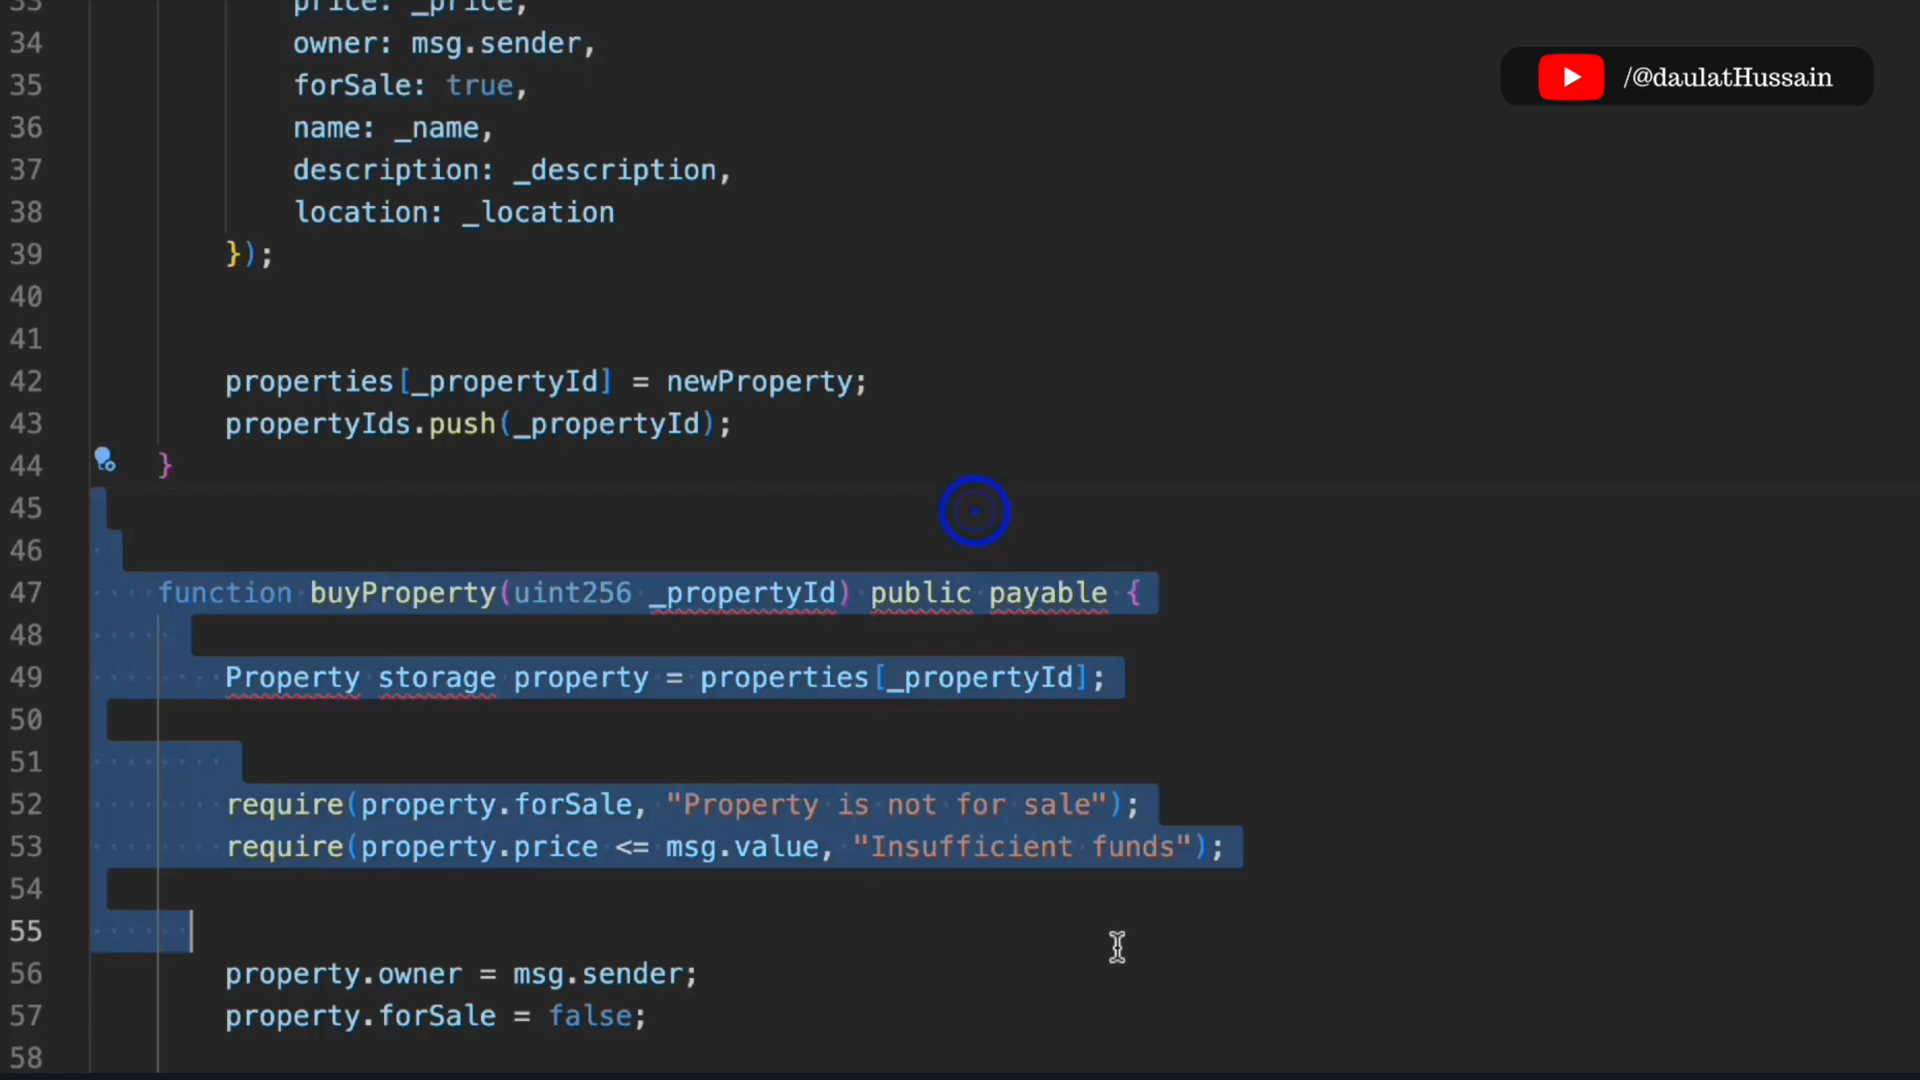 33 price: _price,
34 owner: msg.sender,
35 forSale: true,
36 name: _name,
37 description: _description,
38 location: _location
39 });
40
41
42 properties[_propertyId] = newProperty;
43 propertyIds.push(_propertyId);
44 }
45
46
47 function buyProperty(uint256 _propertyId) public payable {
48
49 Property storage property = properties[_propertyId];
50
51
52 require(property.forSale, "Property is not for sale");
53 require(property.price <= msg.value, "Insufficient funds");
54
55
56 property.owner = msg.sender;
57 property.forSale = false;
58
/@daulatHussain